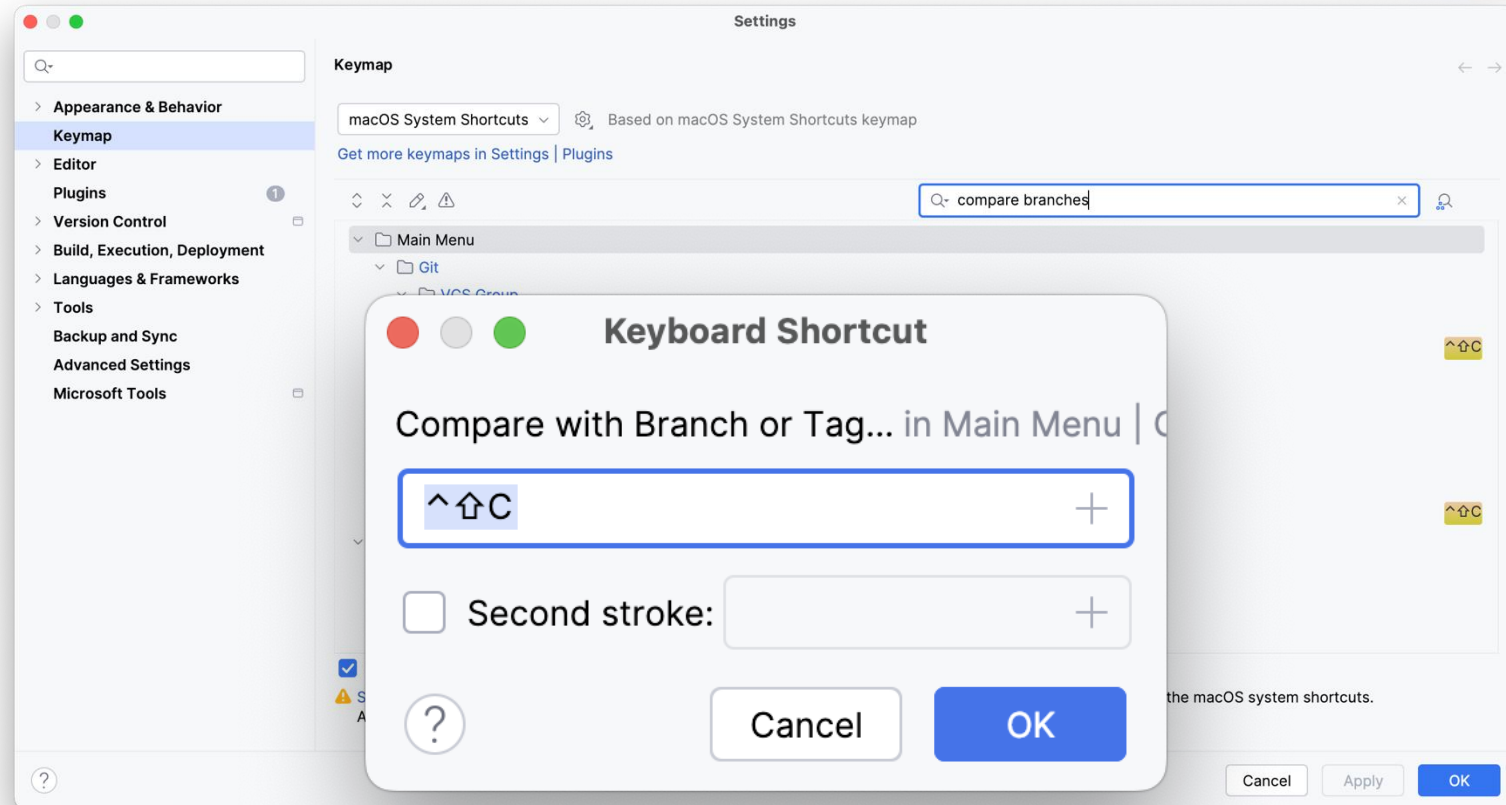 Settings
Keymap
Appearance & Behavior
Keymap
Editor
Plugins 1
Version Control
Build, Execution, Deployment
Languages & Frameworks
Tools
Backup and Sync
Advanced Settings
Microsoft Tools
macOS System Shortcuts
Based on macOS System Shortcuts keymap
Get more keymaps in Settings | Plugins
compare branches
Main Menu
Git
VCS Group
^⇧C
^⇧C
Keyboard Shortcut
Compare with Branch or Tag... in Main Menu |
^⇧C
Second stroke:
?
Cancel
OK
the macOS system shortcuts.
?
Cancel
Apply
OK